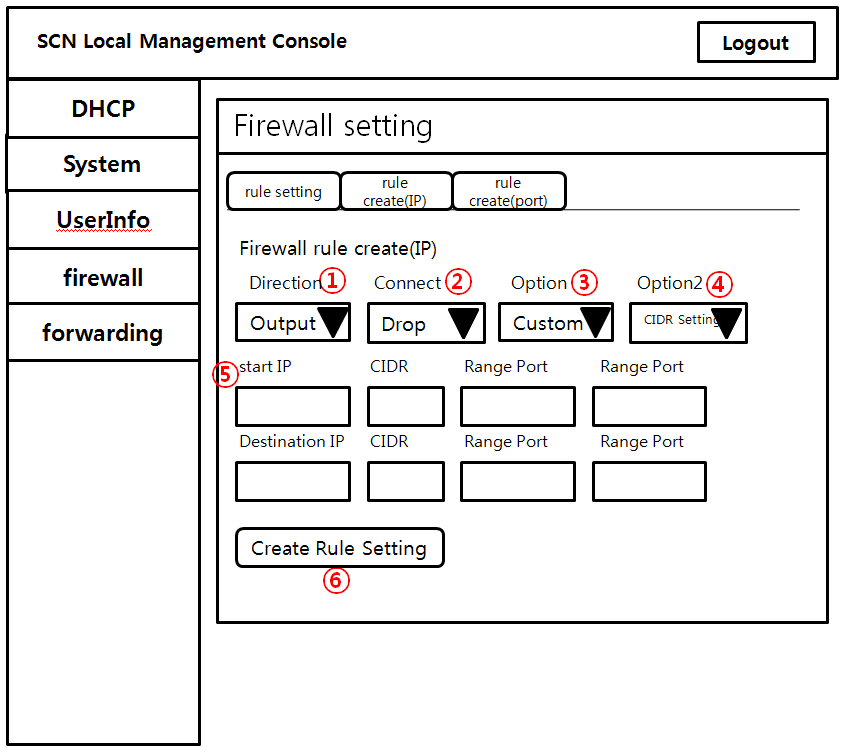 SCN Local Management Console
Logout
DHCP
System
UserInfo
firewall
forwarding
Firewall setting
rule setting
rule
create(IP)
rule
create(port)
Firewall rule create(IP)
Direction ① Connect ② Option ③ Option2 ④
Output Drop Custom CIDR Setting
⑤ start IP CIDR Range Port Range Port
Destination IP CIDR Range Port Range Port
Create Rule Setting
⑥